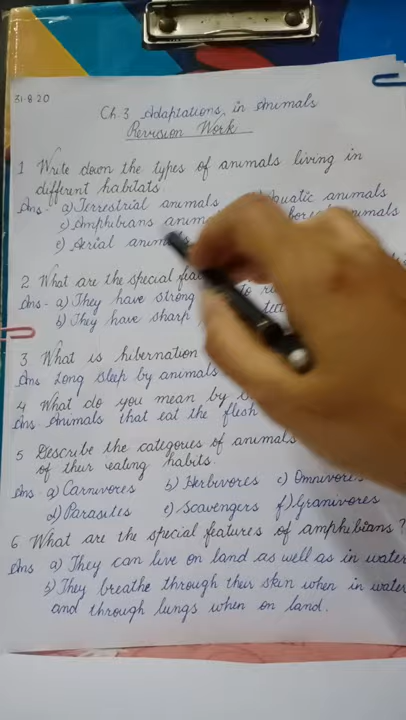 31-8-20
Ch.3 Adaptations in Animals
Revision Work
1 Write down the types of animals living in
different habitats
Ans- a) Terrestrial animals quatic animals
c) Amphibians anim animals
e) Aerial anim
2 What are the special
Ans- a) They have strong to
b) They have sharp
3 What is hibernation
Ans Long sleep by animals
4 What do you mean by
Ans Animals that eat the flesh
5 Describe the categories of animals
of their eating habits.
Ans a) Carnivores b) Herbivores c) Omnivores
d) Parasites e) Scavengers f) Granivores
6 What are the special features of amphibians?
Ans a) They can live on land as well as in water
b) They breathe through their skin when in water
and through lungs when on land.